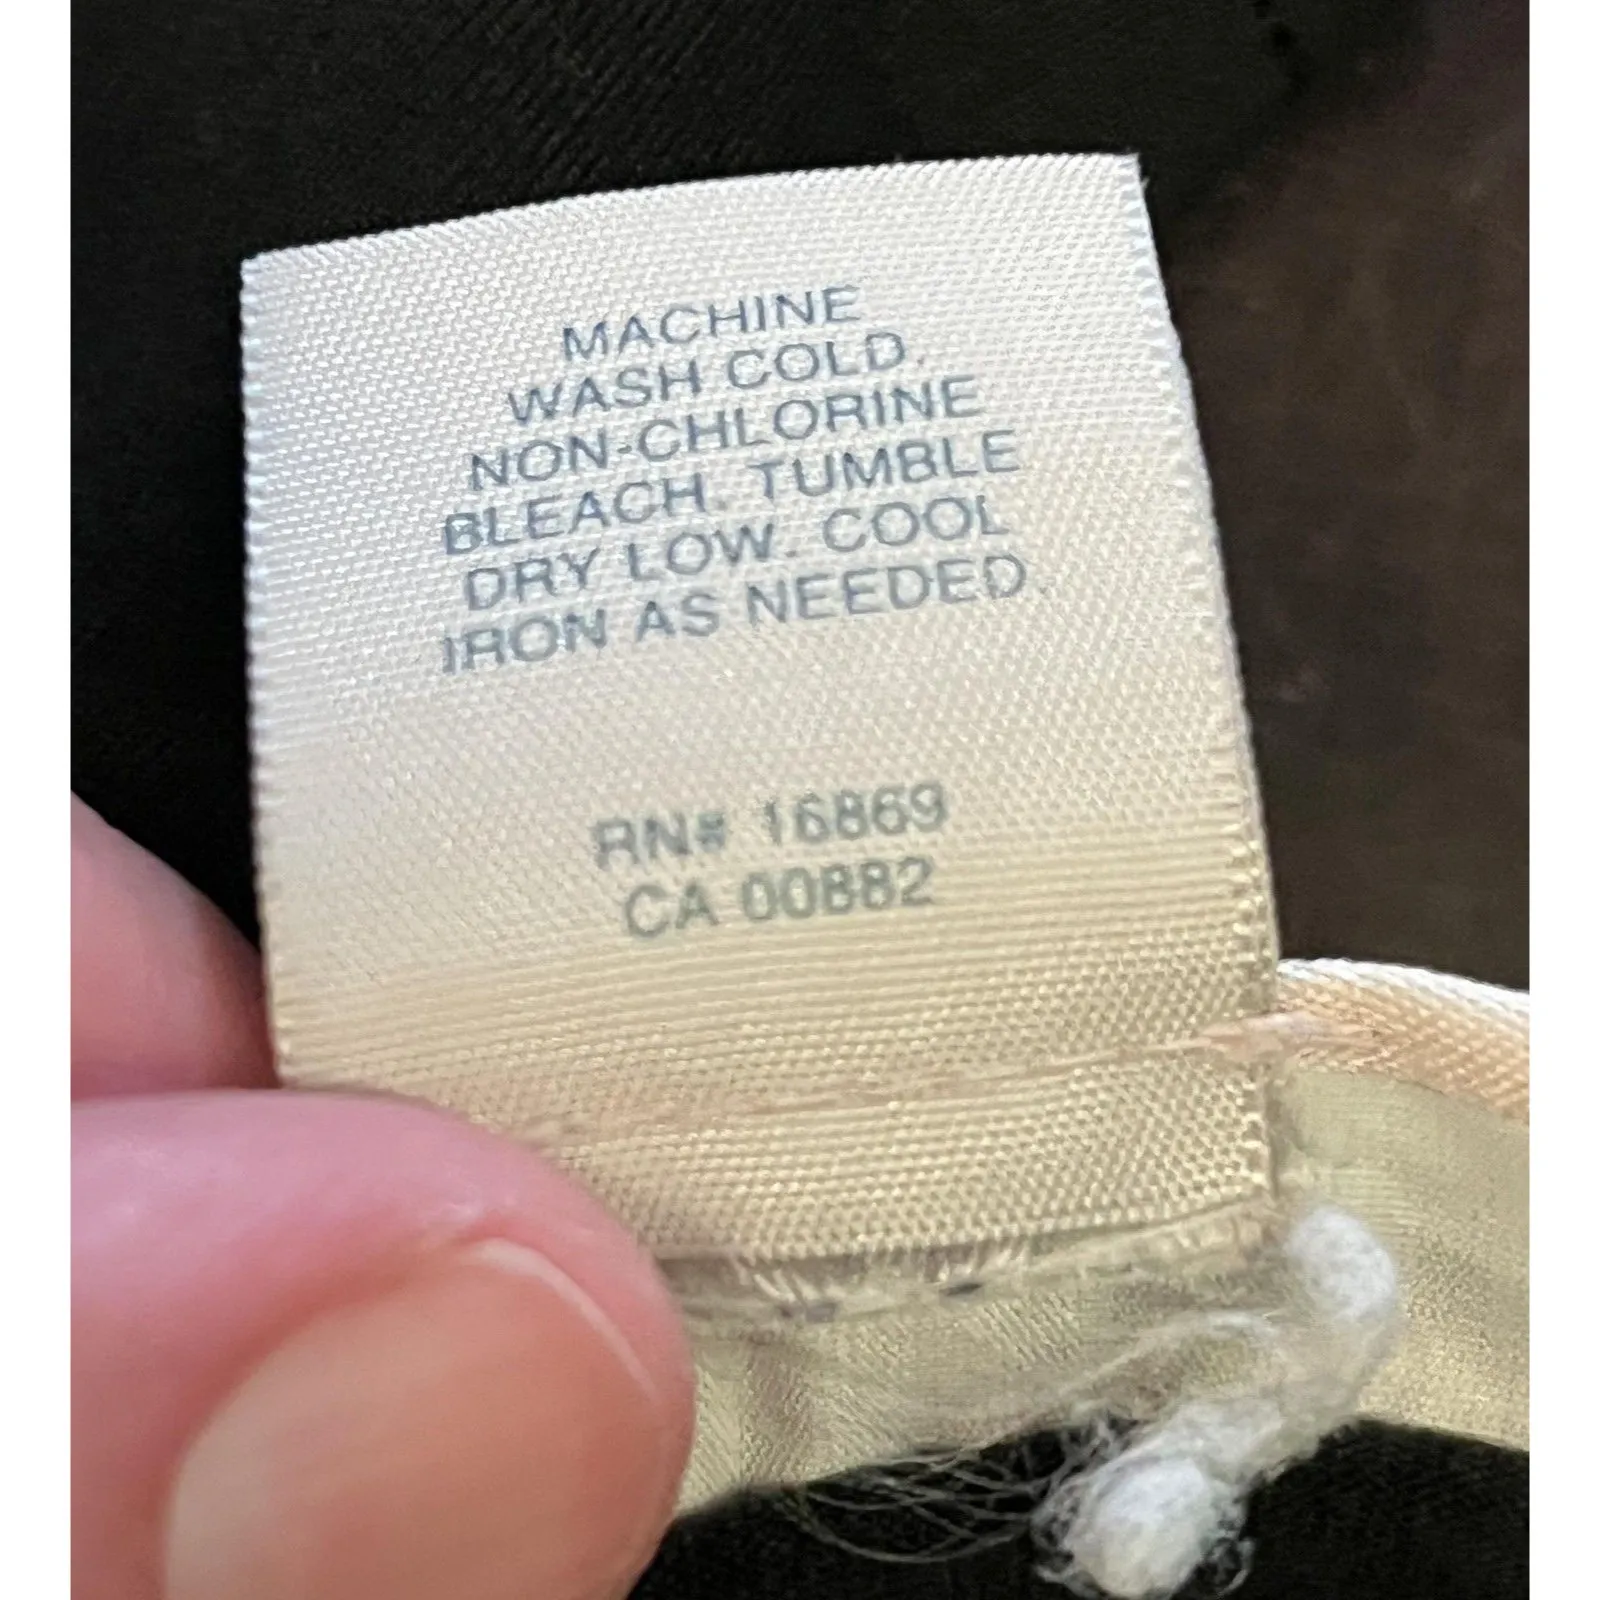 MACHINE
WASH COLD.
NON-CHLORINE
BLEACH. TUMBLE
DRY LOW. COOL
IRON AS NEEDED.
RN# 16869
CA 00882